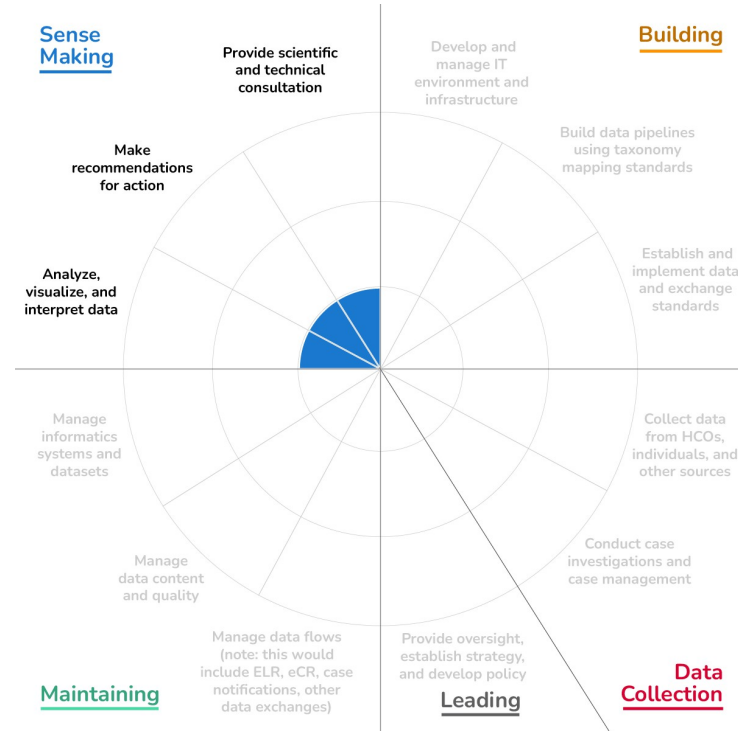 Sense
Making
Provide scientific
and technical
consultation
Develop and
manage IT
environment and
infrastructure
Building
Make
recommendations
for action
Build data pipelines
using taxonomy
mapping standards
Analyze,
visualize, and
interpret data
Establish and
implement data
and exchange
standards
Manage
informatics
systems and
datasets
Collect data
from HCOs,
individuals, and
other sources
Manage
data content
and quality
Conduct case
investigations and
case management
Manage data flows
(note: this would
include ELR, eCR, case
notifications, other
data exchanges)
Provide oversight,
establish strategy,
and develop policy
Maintaining
Leading
Data
Collection